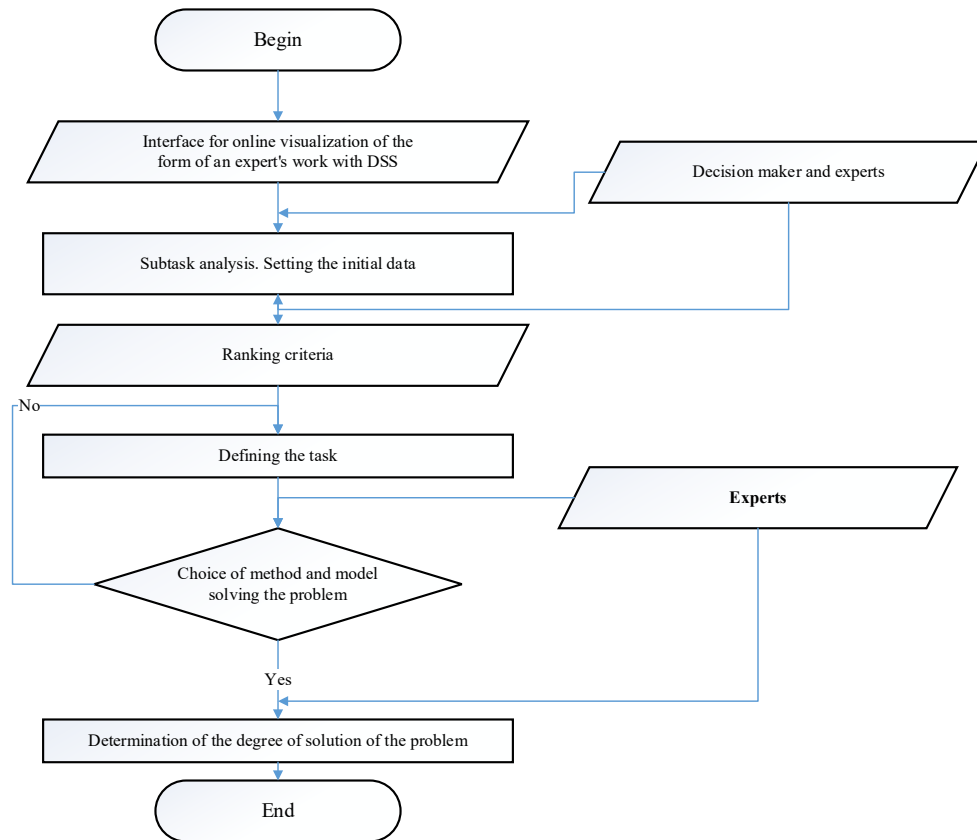 Begin
Interface for online visualization of the
form of an expert's work with DSS
Decision maker and experts
Subtask analysis. Setting the initial data
Ranking criteria
No
Defining the task
Experts
Choice of method and model
solving the problem
Yes
Determination of the degree of solution of the problem
End